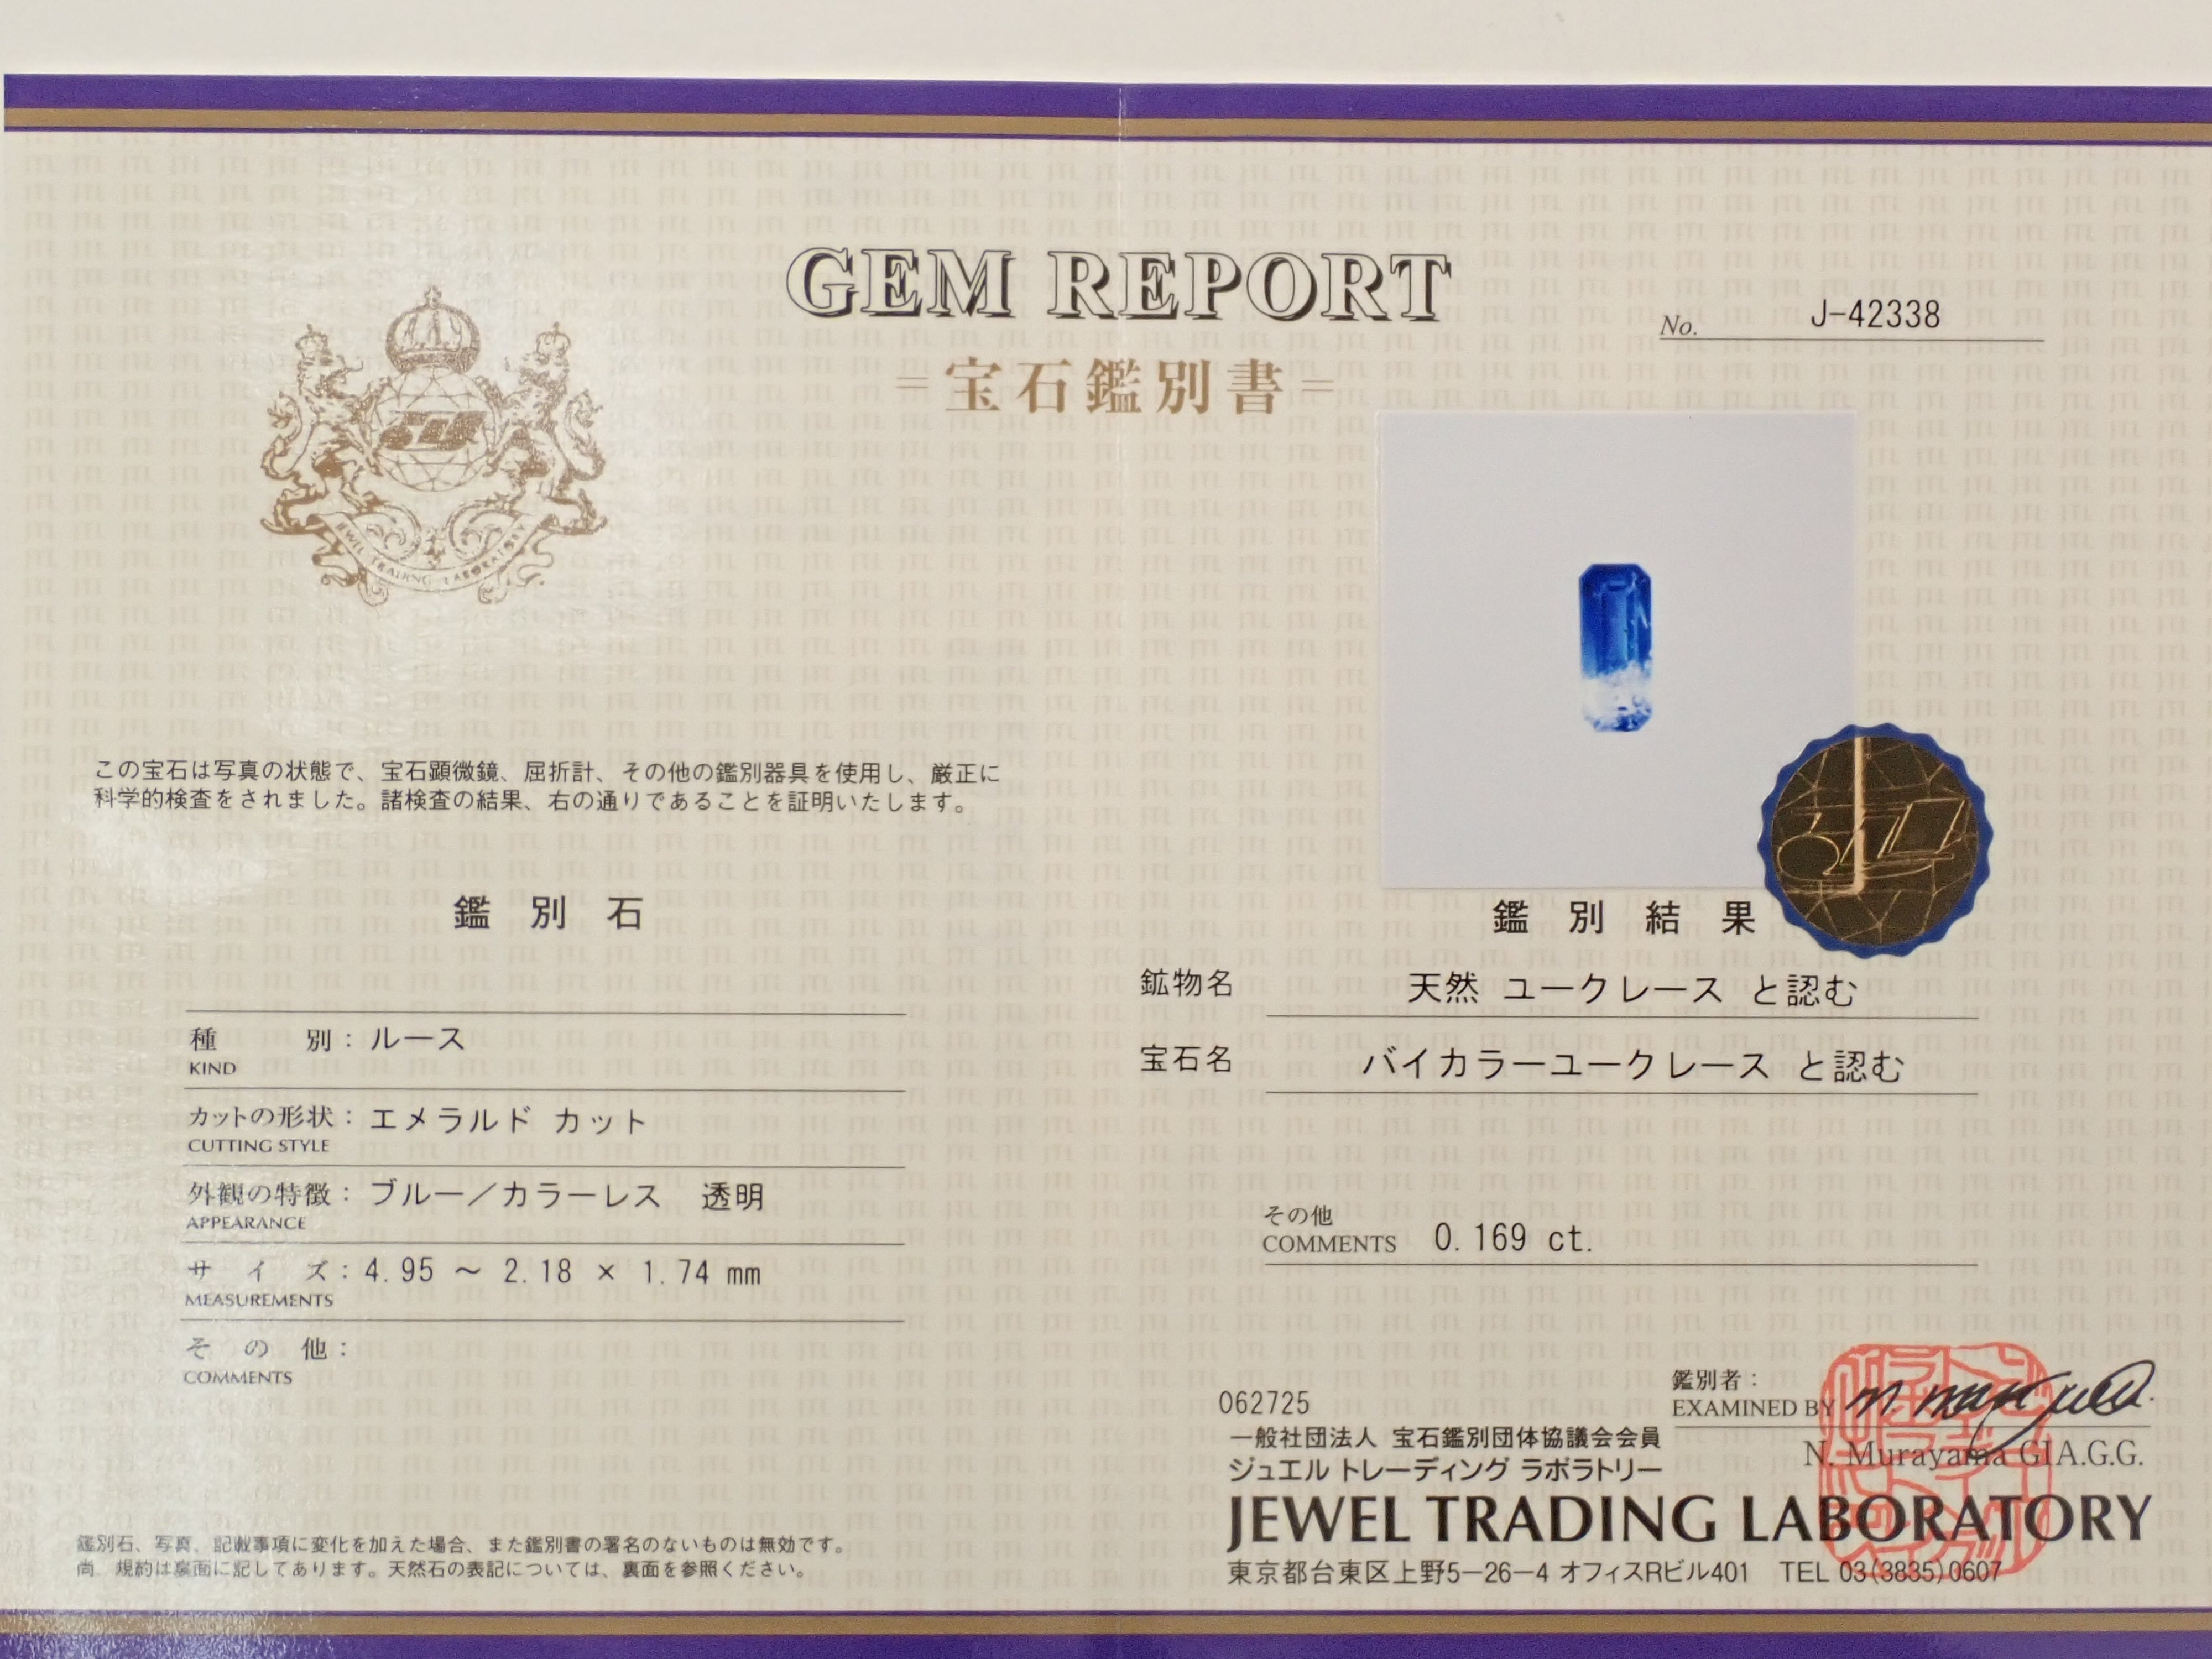 GEM REPORT
No. J-42338
=宝石鑑別書=
JEWEL TRADING LABORATORY
この宝石は写真の状態で、宝石顕微鏡、屈折計、その他の鑑別器具を使用し、厳正に
科学的検査をされました。諸検査の結果、右の通りであることを証明いたします。
鑑別石
種別：ルース
KIND
カットの形状：エメラルド カット
CUTTING STYLE
外観の特徴：ブルー／カラーレス 透明
APPEARANCE
サイズ：4.95 ～ 2.18 × 1.74 mm
MEASUREMENTS
その他：
COMMENTS
鑑別石、写真、記載事項に変化を加えた場合、また鑑別書の署名のないものは無効です。
尚、規約は裏面に記してあります。天然石の表記については、裏面を参照ください。
鑑別結果
鉱物名 天然 ユークレース と認む
宝石名 バイカラーユークレース と認む
その他
COMMENTS 0.169 ct.
鑑別者：
EXAMINED BY
N. Murayama GIA.G.G.
062725
一般社団法人 宝石鑑別団体協議会会員
ジュエル トレーディング ラボラトリー
JEWEL TRADING LABORATORY
東京都台東区上野5－26－4 オフィスRビル401 TEL 03(3835)0607